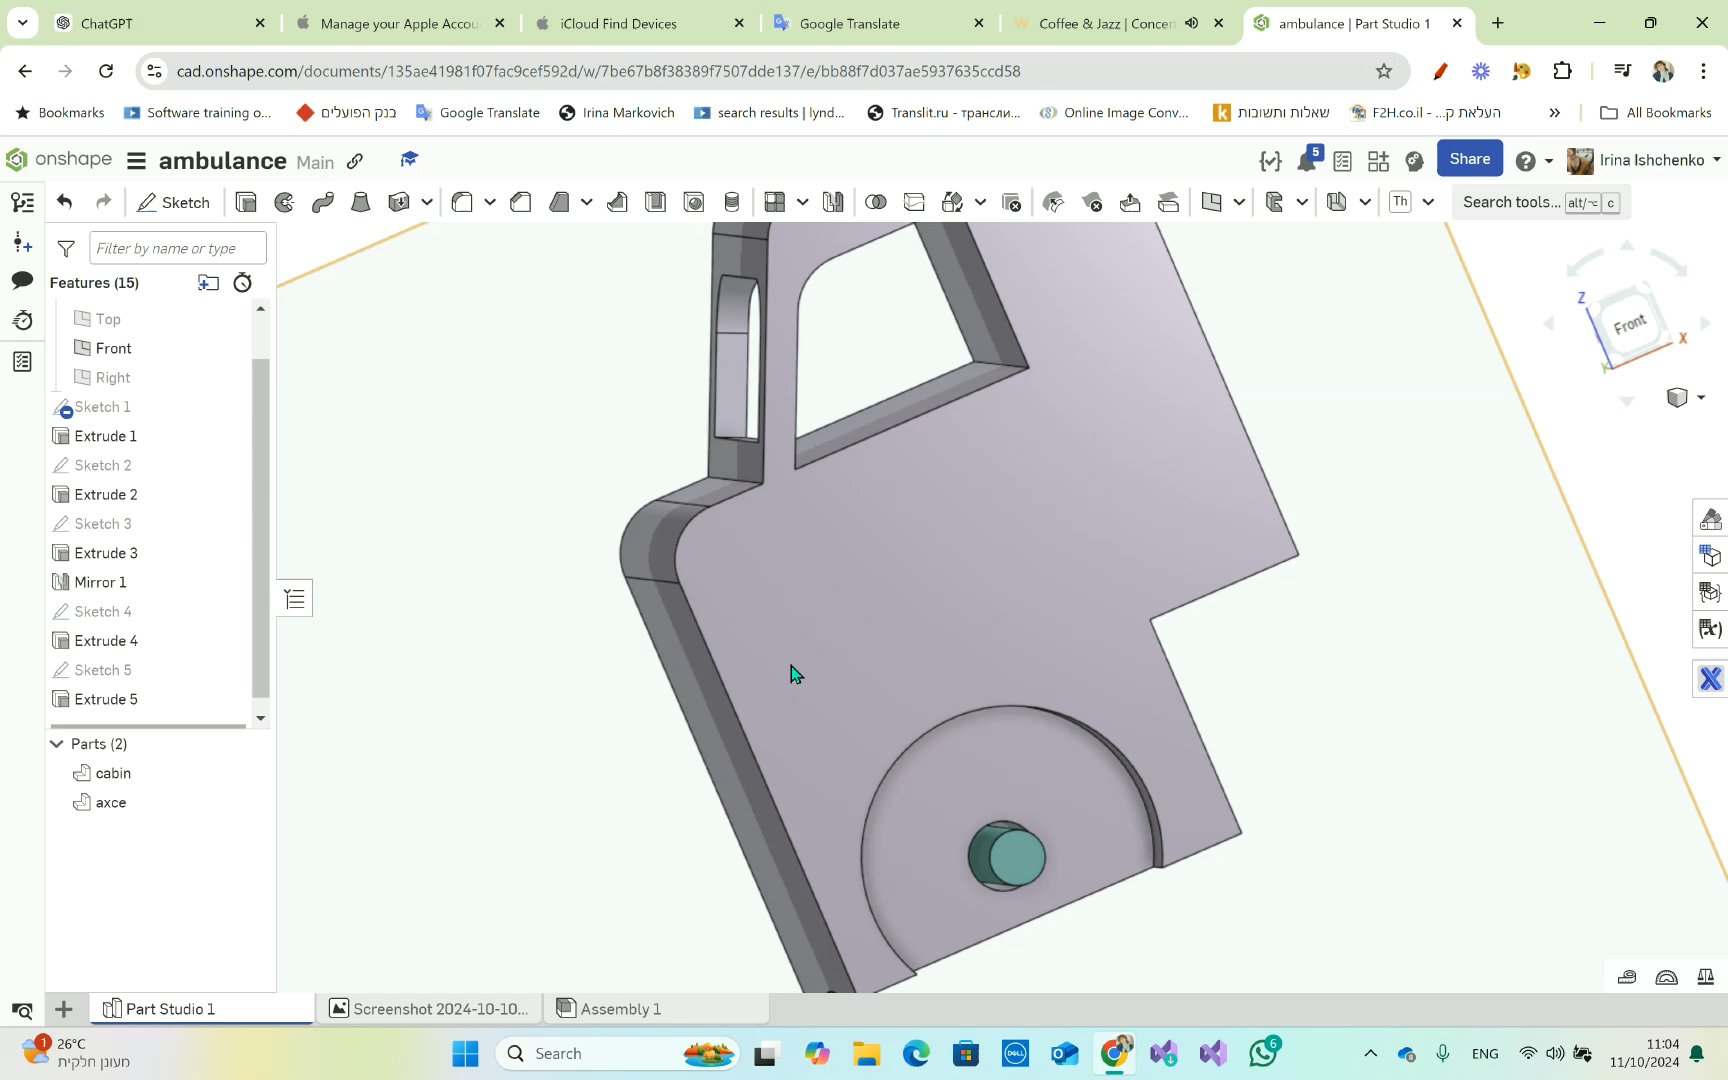 ChatGPT
Manage your Apple Accou
iCloud Find Devices
Google Translate
Coffee & Jazz | Concer
ambulance | Part Studio 1
cad.onshape.com/documents/135ae41981f07fac9cef592d/w/7be67b8f38389f7507dde137/e/bb88f7d037ae5937635ccd58
Bookmarks
Software training o...
בנק הפועלים
Google Translate
Irina Markovich
search results | lynd...
Translit.ru - трансли...
Online Image Conv...
שאלות ותשובות
F2H.co.il - ...העלאת ק
All Bookmarks
onshape
ambulance Main
5
Share
Irina Ishchenko
Sketch
Th
Search tools... alt/⌥ c
Filter by name or type
Features (15)
Top
Front
Right
Sketch 1
Extrude 1
Sketch 2
Extrude 2
Sketch 3
Extrude 3
Mirror 1
Sketch 4
Extrude 4
Sketch 5
Extrude 5
Parts (2)
cabin
axce
Z
Front
X
Y
Part Studio 1
Screenshot 2024-10-10...
Assembly 1
1
26°C
מעונן חלקית
Search
DELL
6
ENG
11:04
11/10/2024